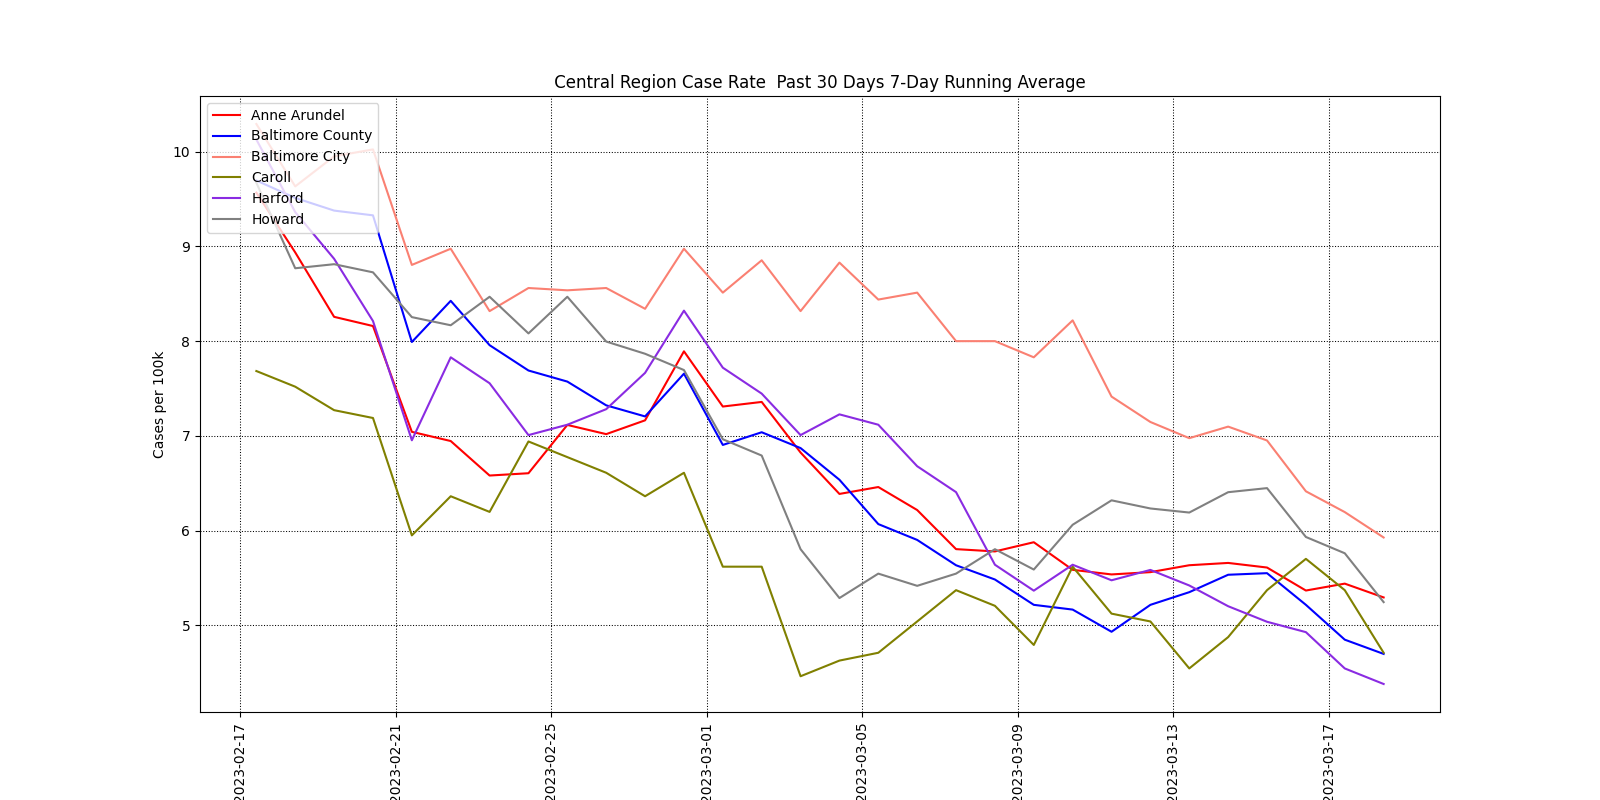 Central Region Case Rate  Past 30 Days 7-Day Running Average
Anne Arundel
Baltimore County
Baltimore City
Caroll
Harford
Howard
Cases per 100k
10
9
8
7
6
5
2023-02-17
2023-02-21
2023-02-25
2023-03-01
2023-03-05
2023-03-09
2023-03-13
2023-03-17